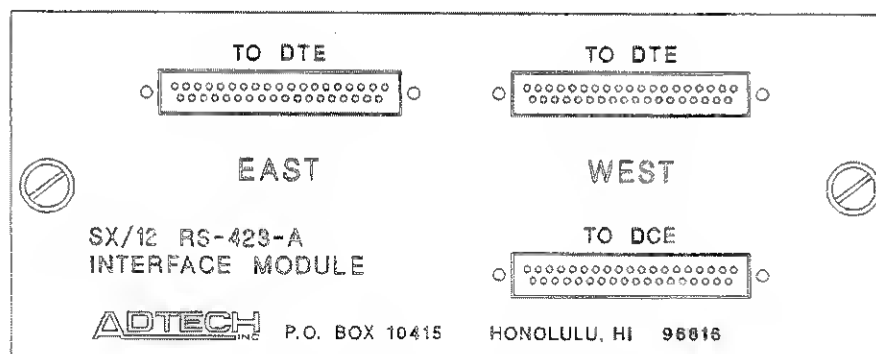 TO DTE
TO DTE
EAST
WEST
SX/12 RS-423-A
INTERFACE MODULE
TO DCE
ADTECH INC
P.O. BOX 10415 HONOLULU, HI 96816